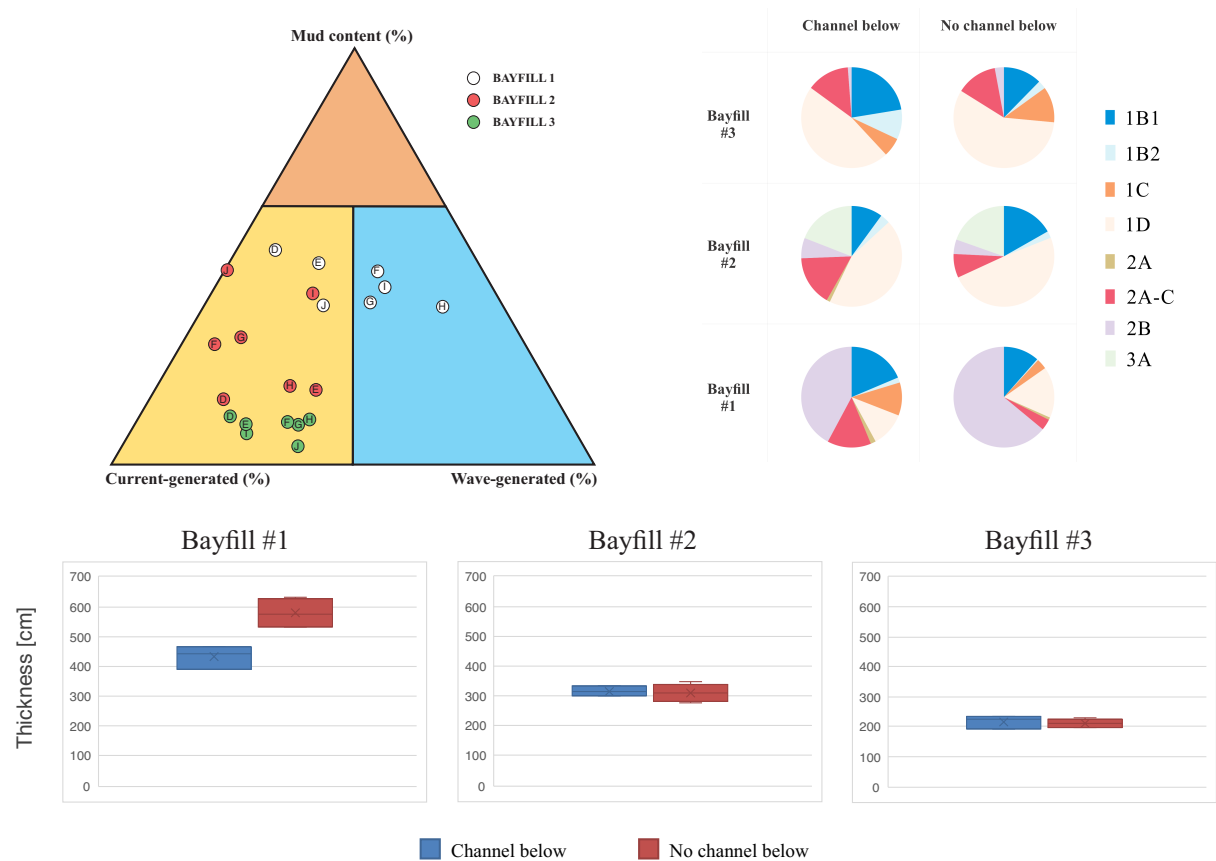 Mud content (%)
BAYFILL 1
BAYFILL 2
BAYFILL 3
D
E
F
I
J
I
J
G
H
G
F
H
E
D
D
E
I
F
G
H
J
Current-generated (%)
Wave-generated (%)
Channel below
No channel below
Bayfill
#3
Bayfill
#2
Bayfill
#1
1B1
1B2
1C
1D
2A
2A-C
2B
3A
Thickness [cm]
Bayfill #1
700
600
500
400
300
200
100
0
Bayfill #2
700
600
500
400
300
200
100
0
Bayfill #3
700
600
500
400
300
200
100
0
Channel below
No channel below